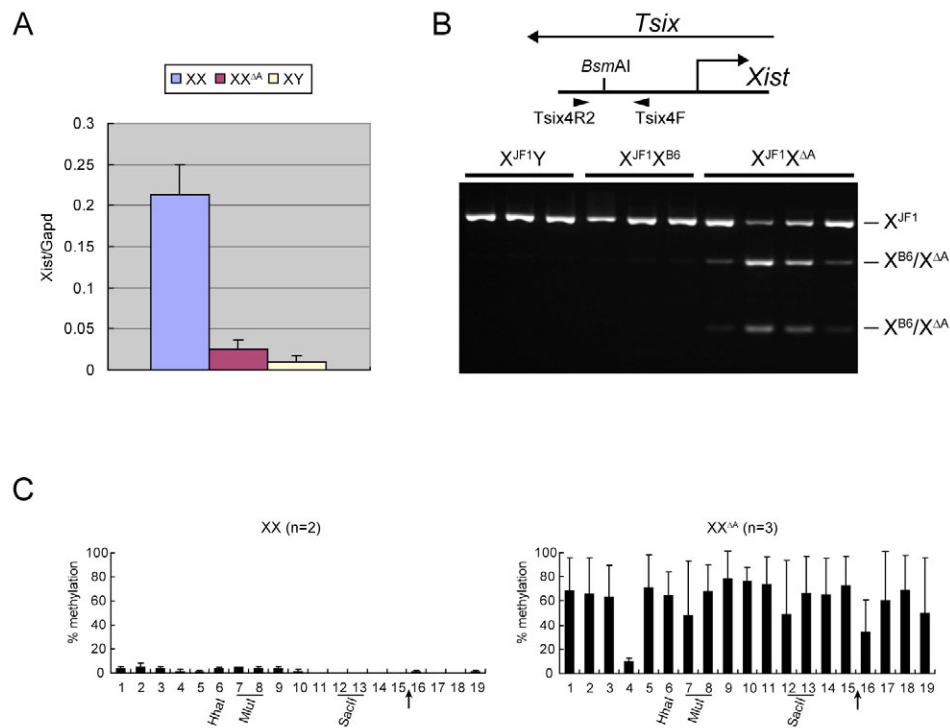 A
XX XX^ΔA XY
Xist/Gapd
0.3
0.25
0.2
0.15
0.1
0.05
0
B
Tsix
BsmAI
Xist
Tsix4R2 Tsix4F
X^JF1Y X^JF1X^B6 X^JF1X^ΔA
X^JF1
X^B6/X^ΔA
X^B6/X^ΔA
C
XX (n=2)
% methylation
100
80
60
40
20
0
1 2 3 4 5 6 7 8 9 10 11 12 13 14 15 16 17 18 19
HhaI MluI SacII
XX^ΔA (n=3)
% methylation
100
80
60
40
20
0
1 2 3 4 5 6 7 8 9 10 11 12 13 14 15 16 17 18 19
HhaI MluI SacII